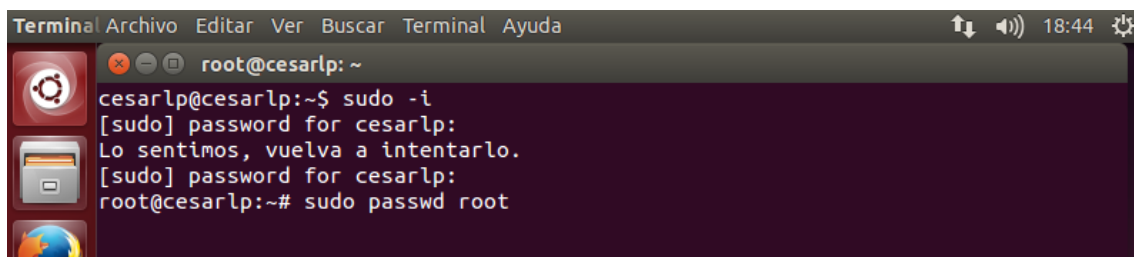 Terminal Archivo Editar Ver Buscar Terminal Ayuda 18:44
root@cesarlp: ~
cesarlp@cesarlp:~$ sudo -i
[sudo] password for cesarlp:
Lo sentimos, vuelva a intentarlo.
[sudo] password for cesarlp:
root@cesarlp:~# sudo passwd root